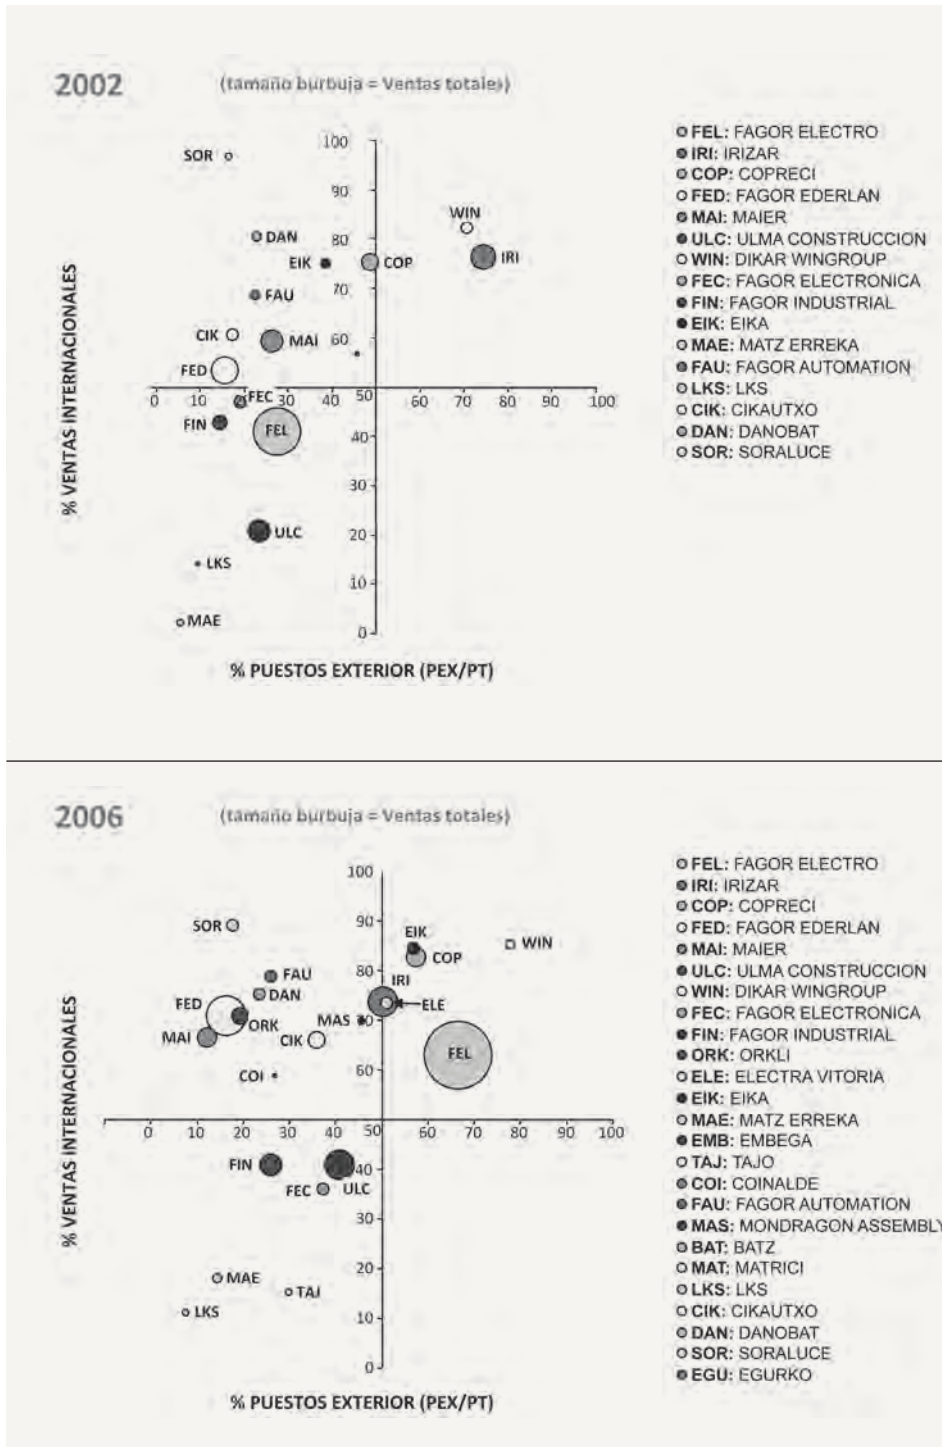 2002
(tamaño burbuja = Ventas totales)
100
SOR
90
WIN
DAN
80
EIK
COP
IRI
70
FAU
CIK
60
MAI
FED
0
10
20
FEC
30
40
50
60
70
80
90
100
FIN
FEL
40
30
ULC
20
LKS
10
MAE
0
% VENTAS INTERNACIONALES
% PUESTOS EXTERIOR (PEX/PT)
FEL: FAGOR ELECTRO
IRI: IRIZAR
COP: COPRECI
FED: FAGOR EDERLAN
MAI: MAIER
ULC: ULMA CONSTRUCCION
WIN: DIKAR WINGROUP
FEC: FAGOR ELECTRONICA
FIN: FAGOR INDUSTRIAL
EIK: EIKA
MAE: MATZ ERREKA
FAU: FAGOR AUTOMATION
LKS: LKS
CIK: CIKAUTXO
DAN: DANOBAT
SOR: SORALUCE
2006
(tamaño burbuja = Ventas totales)
100
SOR
90
EIK
WIN
COP
FAU
80
IRI
DAN
FED
ELE
ORK
MAS
70
MAI
CIK
FEL
COI
60
0
10
20
30
40
50
60
70
80
90
100
FIN
40
FEC
ULC
30
MAE
20
TAJ
LKS
10
0
% VENTAS INTERNACIONALES
% PUESTOS EXTERIOR (PEX/PT)
FEL: FAGOR ELECTRO
IRI: IRIZAR
COP: COPRECI
FED: FAGOR EDERLAN
MAI: MAIER
ULC: ULMA CONSTRUCCION
WIN: DIKAR WINGROUP
FEC: FAGOR ELECTRONICA
FIN: FAGOR INDUSTRIAL
ORK: ORKLI
ELE: ELECTRA VITORIA
EIK: EIKA
MAE: MATZ ERREKA
EMB: EMBEGA
TAJ: TAJO
COI: COINALDE
FAU: FAGOR AUTOMATION
MAS: MONDRAGON ASSEMBLY
BAT: BATZ
MAT: MATRICI
LKS: LKS
CIK: CIKAUTXO
DAN: DANOBAT
SOR: SORALUCE
EGU: EGURKO